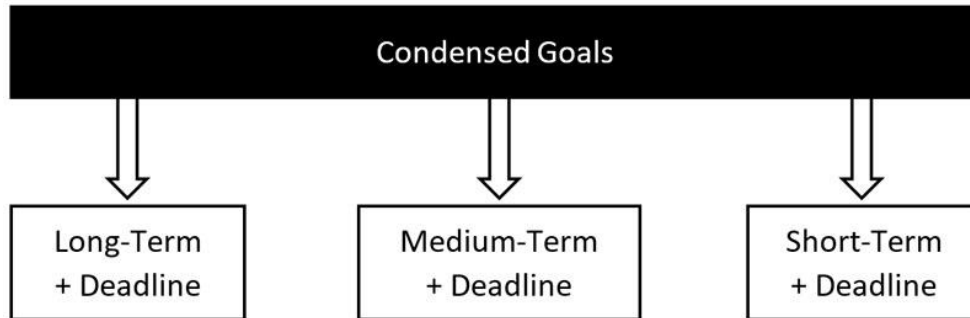 Condensed Goals
Long-Term
+ Deadline
Medium-Term
+ Deadline
Short-Term
+ Deadline